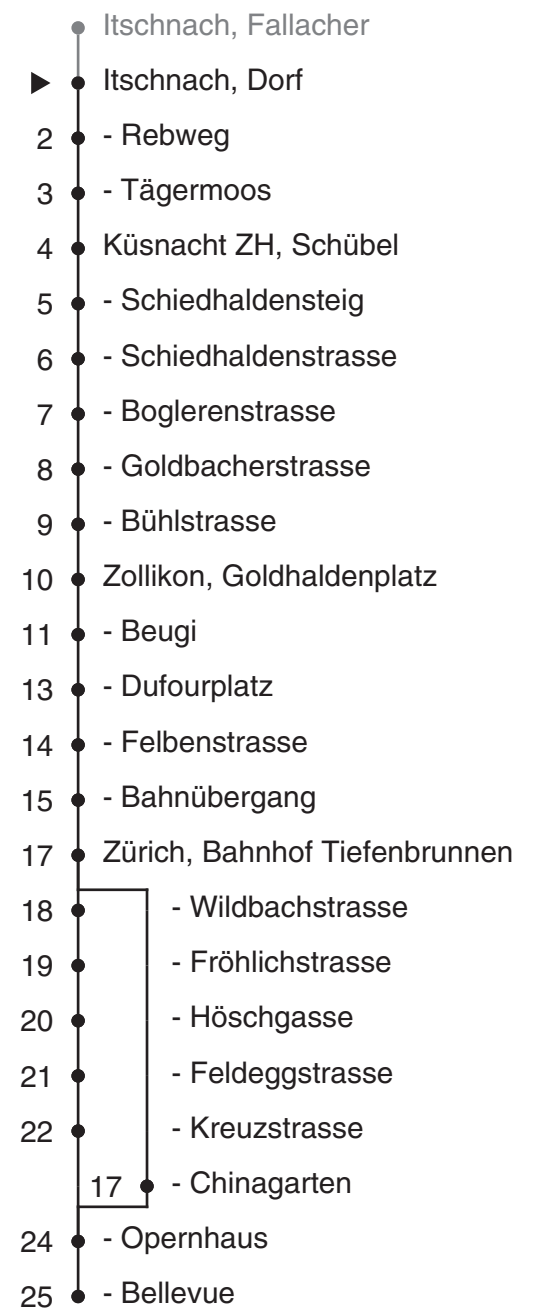 Itschnach, Fallacher
Itschnach, Dorf
2 - Rebweg
3 - Tägermoos
4 Küsnacht ZH, Schübel
5 - Schiedhaldensteig
6 - Schiedhaldenstrasse
7 - Boglerenstrasse
8 - Goldbacherstrasse
9 - Bühlstrasse
10 Zollikon, Goldhaldenplatz
11 - Beugi
13 - Dufourplatz
14 - Felbenstrasse
15 - Bahnübergang
17 Zürich, Bahnhof Tiefenbrunnen
18 - Wildbachstrasse
19 - Fröhlichstrasse
20 - Höschgasse
21 - Feldeggstrasse
22 - Kreuzstrasse
17 - Chinagarten
24 - Opernhaus
25 - Bellevue